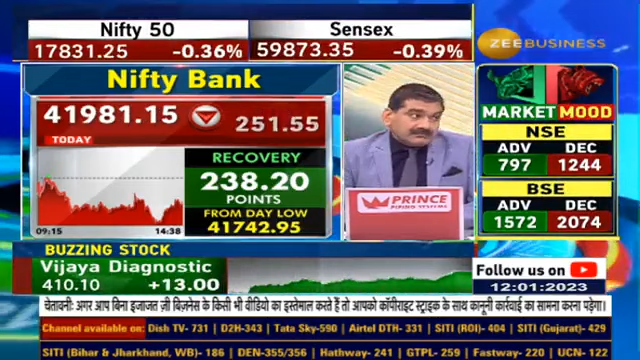 Nifty 50
17831.25 -0.36%
Sensex
59873.35 -0.39%
ZEE BUSINESS
Nifty Bank
41981.15
251.55
TODAY
RECOVERY
238.20
POINTS
FROM DAY LOW
41742.95
09:15 14:38
PRINCE
PIPING SYSTEMS
MARKET MOOD
NSE
ADV DEC
797 1244
BSE
ADV DEC
1572 2074
BUZZING STOCK
Vijaya Diagnostic
410.10 +13.00
Follow us on
12:01:2023
चेतावनी: अगर आप बिना इजाजत ज़ी बिज़नेस के किसी भी वीडियो का इस्तेमाल करते हैं तो आपको कॉपीराइट स्ट्राइक के साथ कानूनी कार्रवाई का सामना करना पड़ेगा.
Channel available on: Dish TV- 731 | D2H-343 | Tata Sky-590 | Airtel DTH- 331 | SITI (ROI) - 404 | SITI (Gujarat) - 429
SITI (Bihar & Jharkhand, WB) -186 | DEN-355/356 | Hathway- 241 | GTPL- 259 | Fastway- 220 | UCN- 122